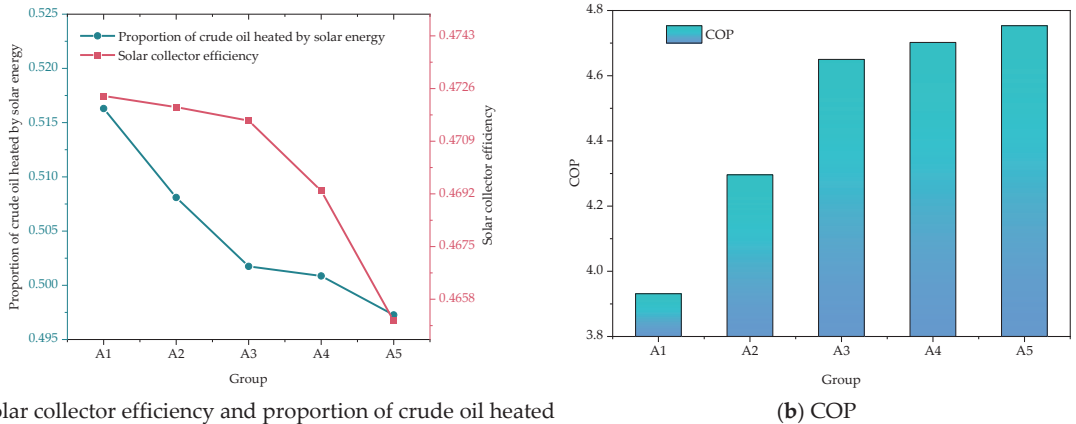 0.525
0.520
0.515
0.510
0.505
0.500
0.495
Proportion of crude oil heated by solar energy
Proportion of crude oil heated by solar energy
Solar collector efficiency
0.4743
0.4726
0.4709
0.4692
0.4675
0.4658
Solar collector efficiency
A1 A2 A3 A4 A5
Group
4.8
4.6
4.4
4.2
4.0
3.8
COP
COP
A1 A2 A3 A4 A5
Group
olar collector efficiency and proportion of crude oil heated
(b) COP